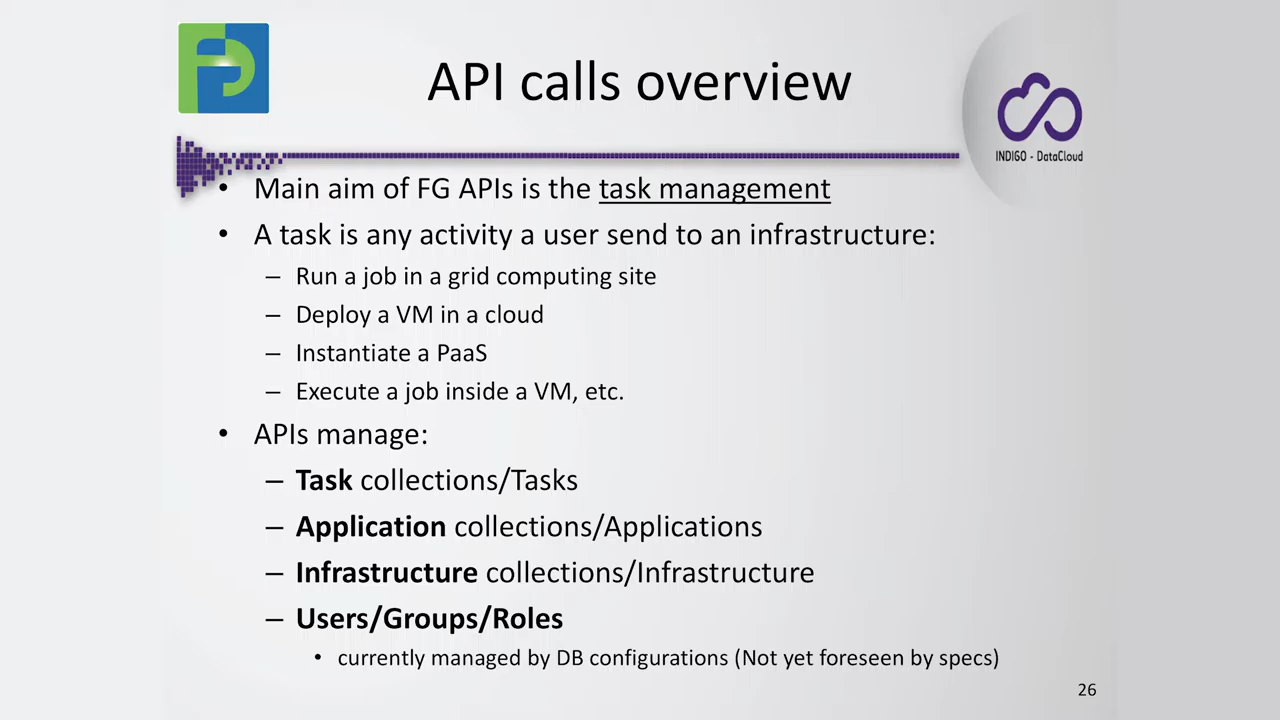 API calls overview
INDIGO - DataCloud
• Main aim of FG APIs is the task management
• A task is any activity a user send to an infrastructure:
– Run a job in a grid computing site
– Deploy a VM in a cloud
– Instantiate a PaaS
– Execute a job inside a VM, etc.
• APIs manage:
– Task collections/Tasks
– Application collections/Applications
– Infrastructure collections/Infrastructure
– Users/Groups/Roles
• currently managed by DB configurations (Not yet foreseen by specs)
26